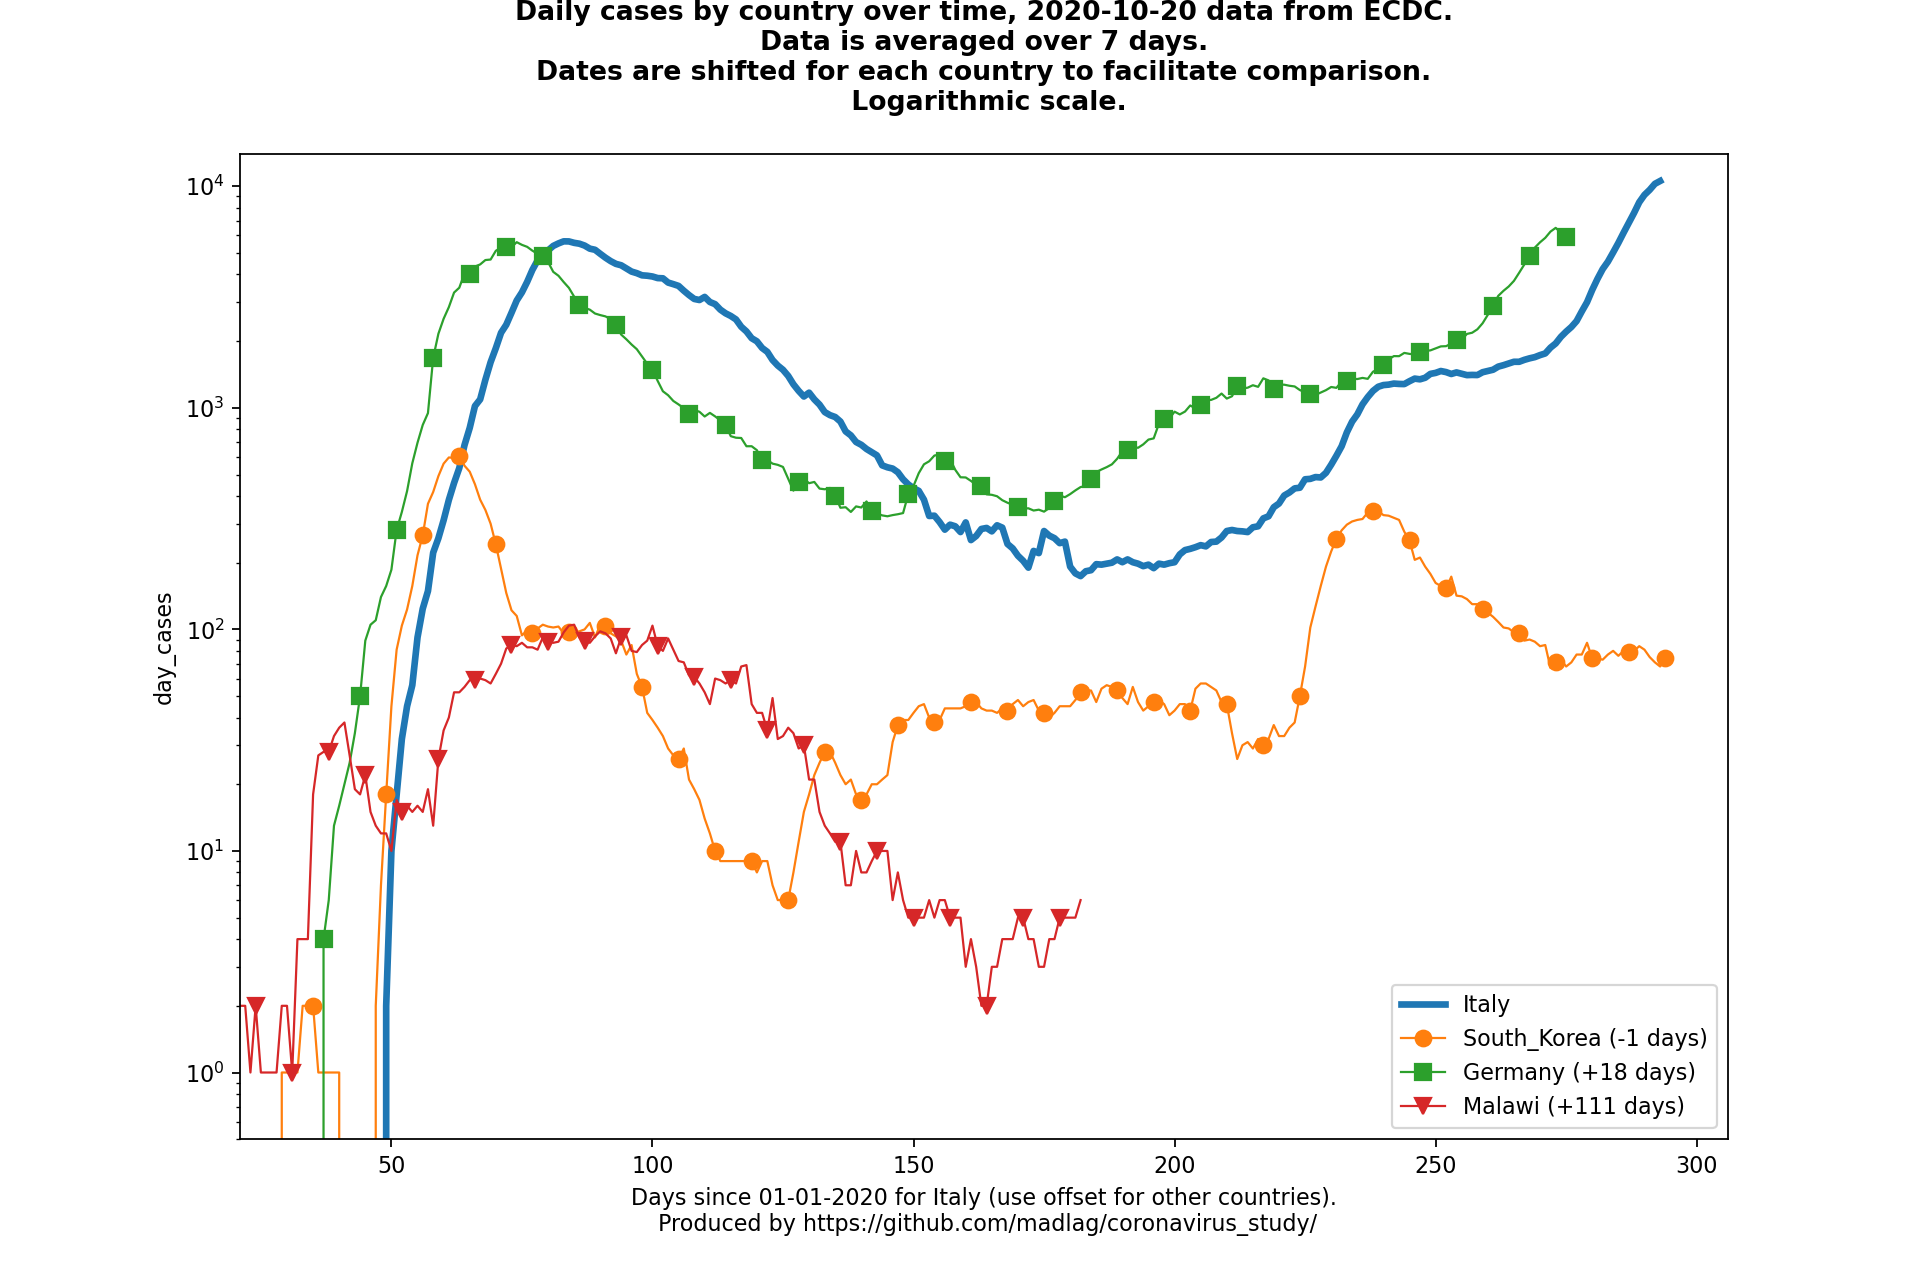 Daily cases by country over time, 2020-10-20 data from ECDC.
Data is averaged over 7 days.
Dates are shifted for each country to facilitate comparison.
Logarithmic scale.
10⁴
10³
10²
10¹
10⁰
day_cases
50
100
150
200
250
300
Days since 01-01-2020 for Italy (use offset for other countries).
Produced by https://github.com/madlag/coronavirus_study/
Italy
South_Korea (-1 days)
Germany (+18 days)
Malawi (+111 days)